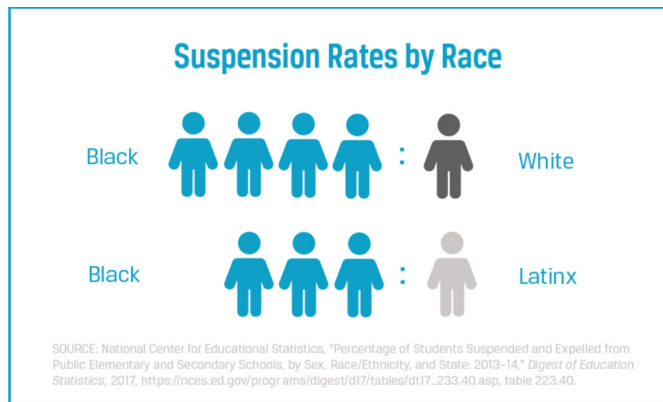 Suspension Rates by Race
Black : White
Black : Latinx
SOURCE: National Center for Educational Statistics, "Percentage of Students Suspended and Expelled from
Public Elementary and Secondary Schools, by Sex, Race/Ethnicity, and State: 2013–14," Digest of Education
Statistics, 2017, https://nces.ed.gov/progr ams/digest/d17/tables/dt17_233.40.asp, table 223.40.